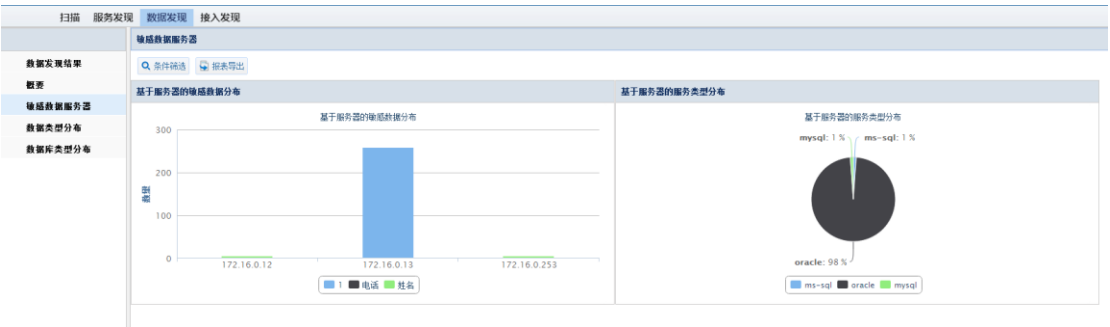 扫描 服务发现 数据发现 接入发现
敏感数据服务器
数据发现结果
概要
敏感数据服务器
数据类型分布
数据库类型分布
条件筛选 报表导出
基于服务器的敏感数据分布
基于服务器的敏感数据分布
300
200
100
0
数量
172.16.0.12 172.16.0.13 172.16.0.253
1 电话 姓名
基于服务器的服务类型分布
基于服务器的服务类型分布
mysql: 1 % ms-sql: 1 %
oracle: 98 %
ms-sql oracle mysql